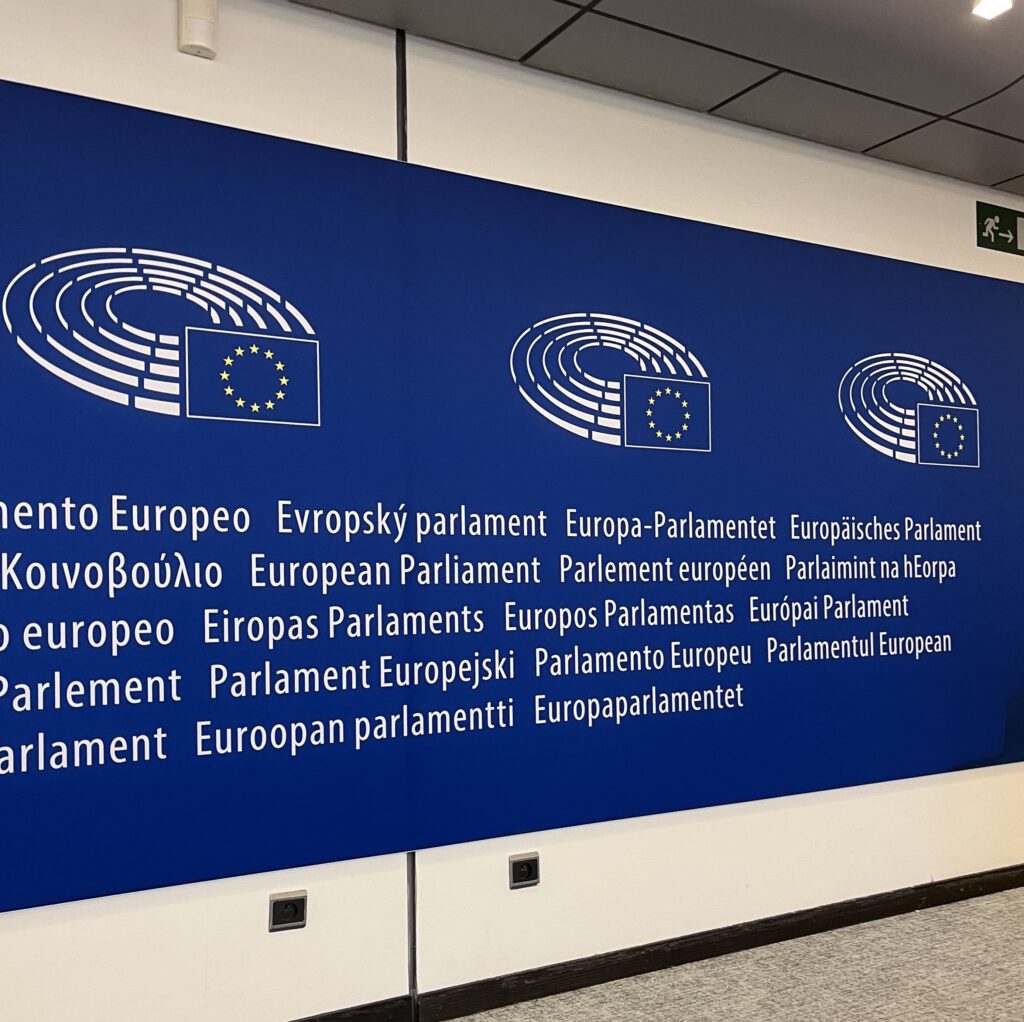 mento Europeo Evropský parlament Europa-Parlamentet Europäisches Parlament
Κοινοβούλιο European Parliament Parlement européen Parlaimint na hEorpa
o europeo Eiropas Parlaments Europos Parlamentas Európai Parlament
Parlement Parlament Europejski Parlamento Europeu Parlamentul European
arlament Euroopan parlamentti Europaparlamentet